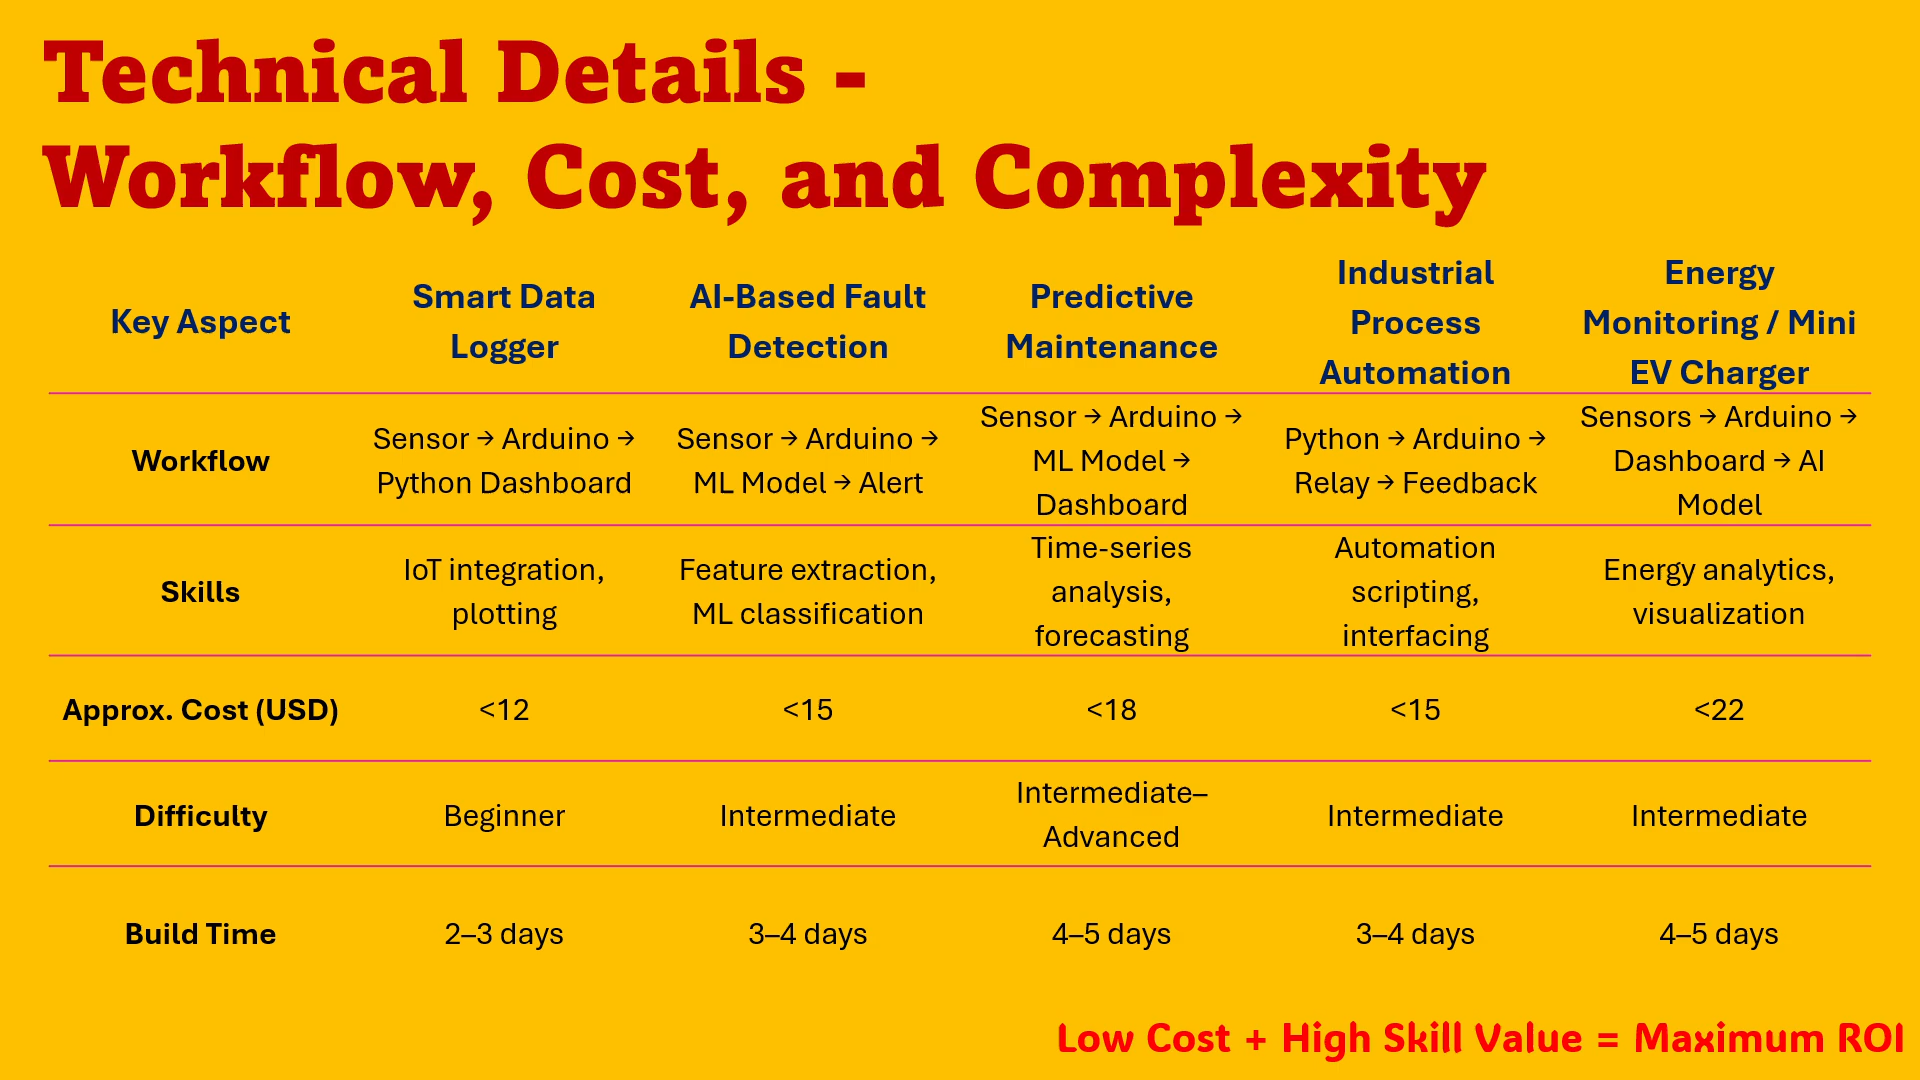 Technical Details -
Workflow, Cost, and Complexity
Key Aspect
Smart Data
Logger
AI-Based Fault
Detection
Predictive
Maintenance
Industrial
Process
Automation
Energy
Monitoring / Mini
EV Charger
Workflow
Sensor → Arduino →
Python Dashboard
Sensor → Arduino →
ML Model → Alert
Sensor → Arduino →
ML Model →
Dashboard
Python → Arduino →
Relay → Feedback
Sensors → Arduino →
Dashboard → AI
Model
Skills
IoT integration,
plotting
Feature extraction,
ML classification
Time-series
analysis,
forecasting
Automation
scripting,
interfacing
Energy analytics,
visualization
Approx. Cost (USD)
<12
<15
<18
<15
<22
Difficulty
Beginner
Intermediate
Intermediate–
Advanced
Intermediate
Intermediate
Build Time
2–3 days
3–4 days
4–5 days
3–4 days
4–5 days
Low Cost + High Skill Value = Maximum ROI